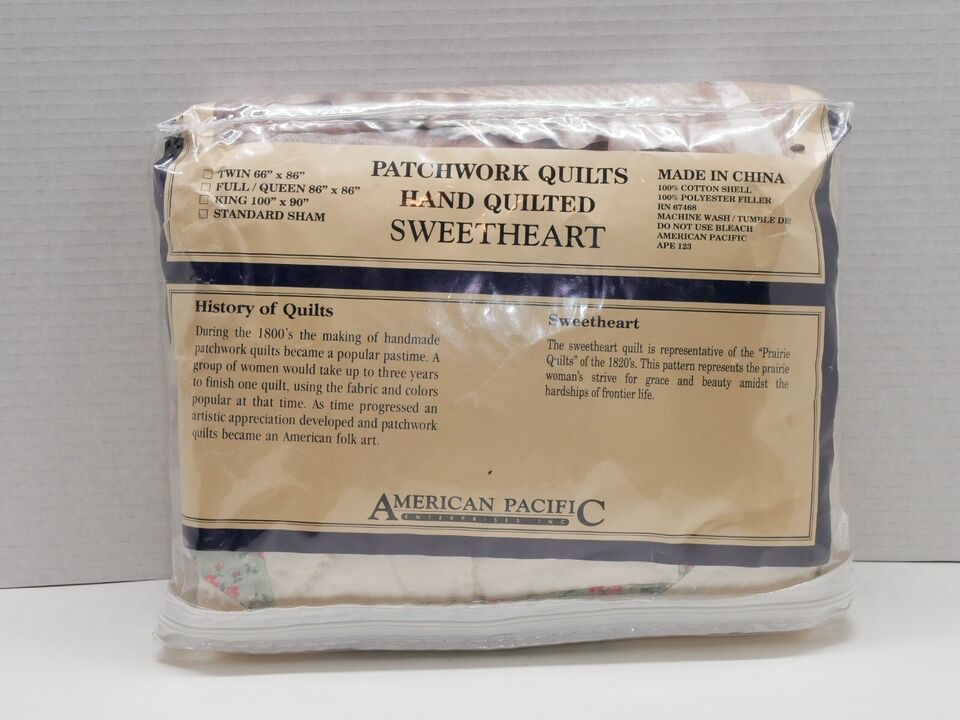 TWIN 66" x 86"
FULL / QUEEN 86" x 86"
KING 100" x 90"
STANDARD SHAM
PATCHWORK QUILTS
HAND QUILTED
SWEETHEART
MADE IN CHINA
100% COTTON SHELL
100% POLYESTER FILLER
RN 67468
MACHINE WASH / TUMBLE
DO NOT USE BLEACH
AMERICAN PACIFIC
APE 123
History of Quilts
During the 1800's the making of handmade
patchwork quilts became a popular pastime. A
group of women would take up to three years
to finish one quilt, using the fabric and colors
popular at that time. As time progressed an
artistic appreciation developed and patchwork
quilts became an American folk art.
Sweetheart
The sweetheart quilt is representative of the "Prairie
Quilts" of the 1820's. This pattern represents the prairie
woman's strive for grace and beauty amidst the
hardships of frontier life.
AMERICAN PACIFIC
ENTERPRISES INC